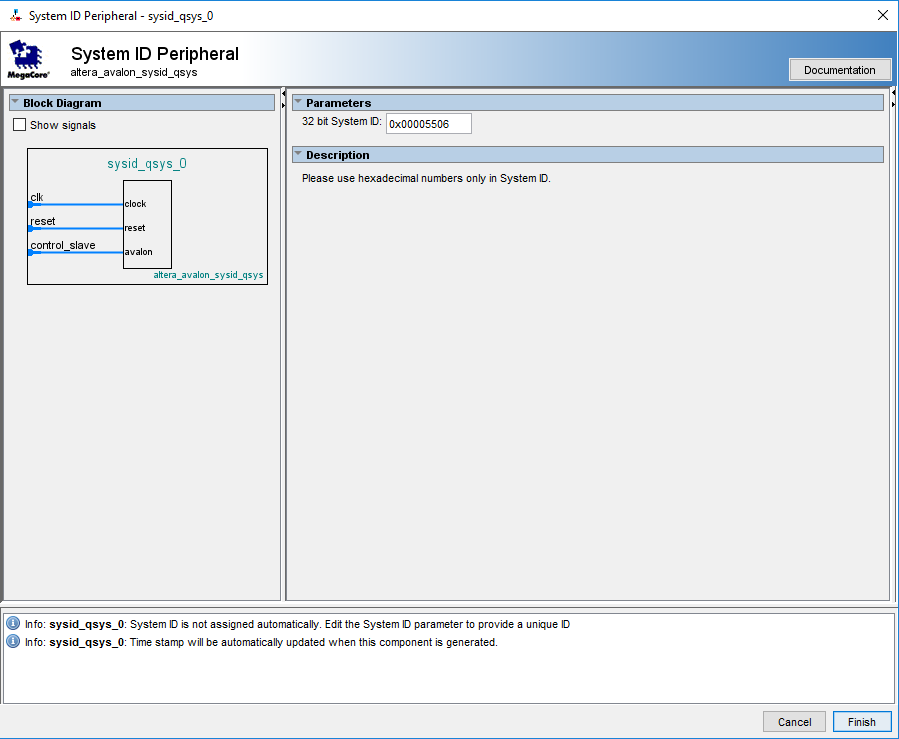 System ID Peripheral - sysid_qsys_0
System ID Peripheral
altera_avalon_sysid_qsys
MegaCore®
Documentation
Block Diagram
Show signals
sysid_qsys_0
clk
clock
reset
reset
control_slave
avalon
altera_avalon_sysid_qsys
Parameters
32 bit System ID: 0x00005506
Description
Please use hexadecimal numbers only in System ID.
Info: sysid_qsys_0: System ID is not assigned automatically. Edit the System ID parameter to provide a unique ID
Info: sysid_qsys_0: Time stamp will be automatically updated when this component is generated.
Cancel
Finish